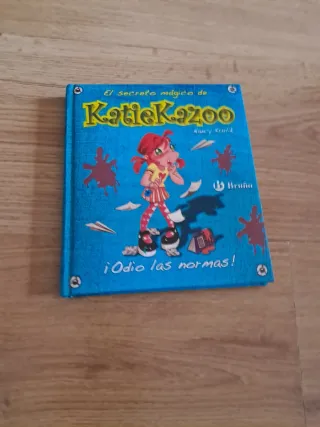 El secreto mágico de
KatieKazoo
Nancy Krulik
Bruño
¡Odio las normas!